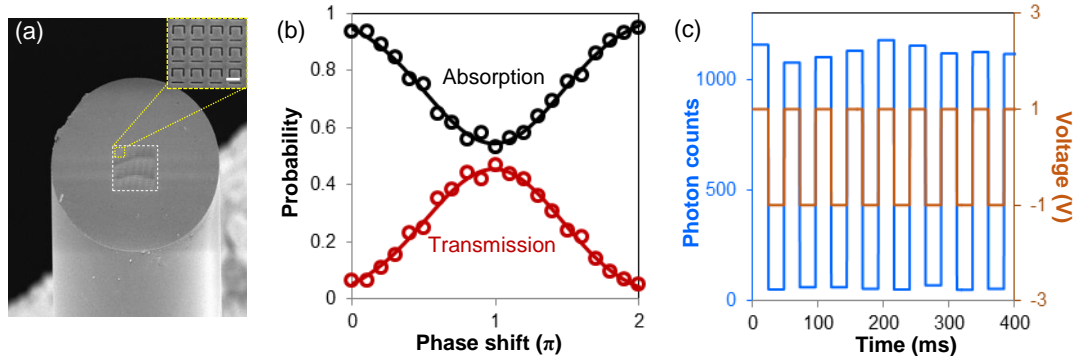 (a)
(b)
Probability
1
0.8
0.6
0.4
0.2
0
Absorption
Transmission
0
1
2
Phase shift (π)
(c)
Photon counts
1000
500
0
3
1
-1
-3
Voltage (V)
0
100
200
300
400
Time (ms)